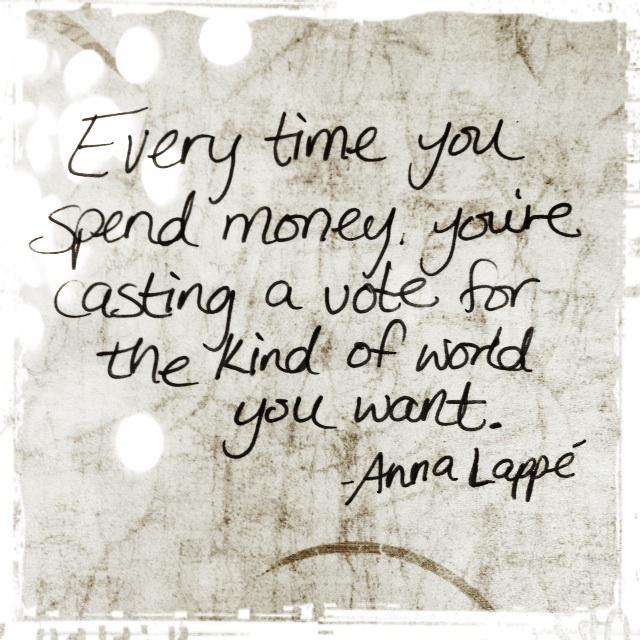 Every time you
spend money, you're
casting a vote for
the kind of world
you want.
-Anna Lappé